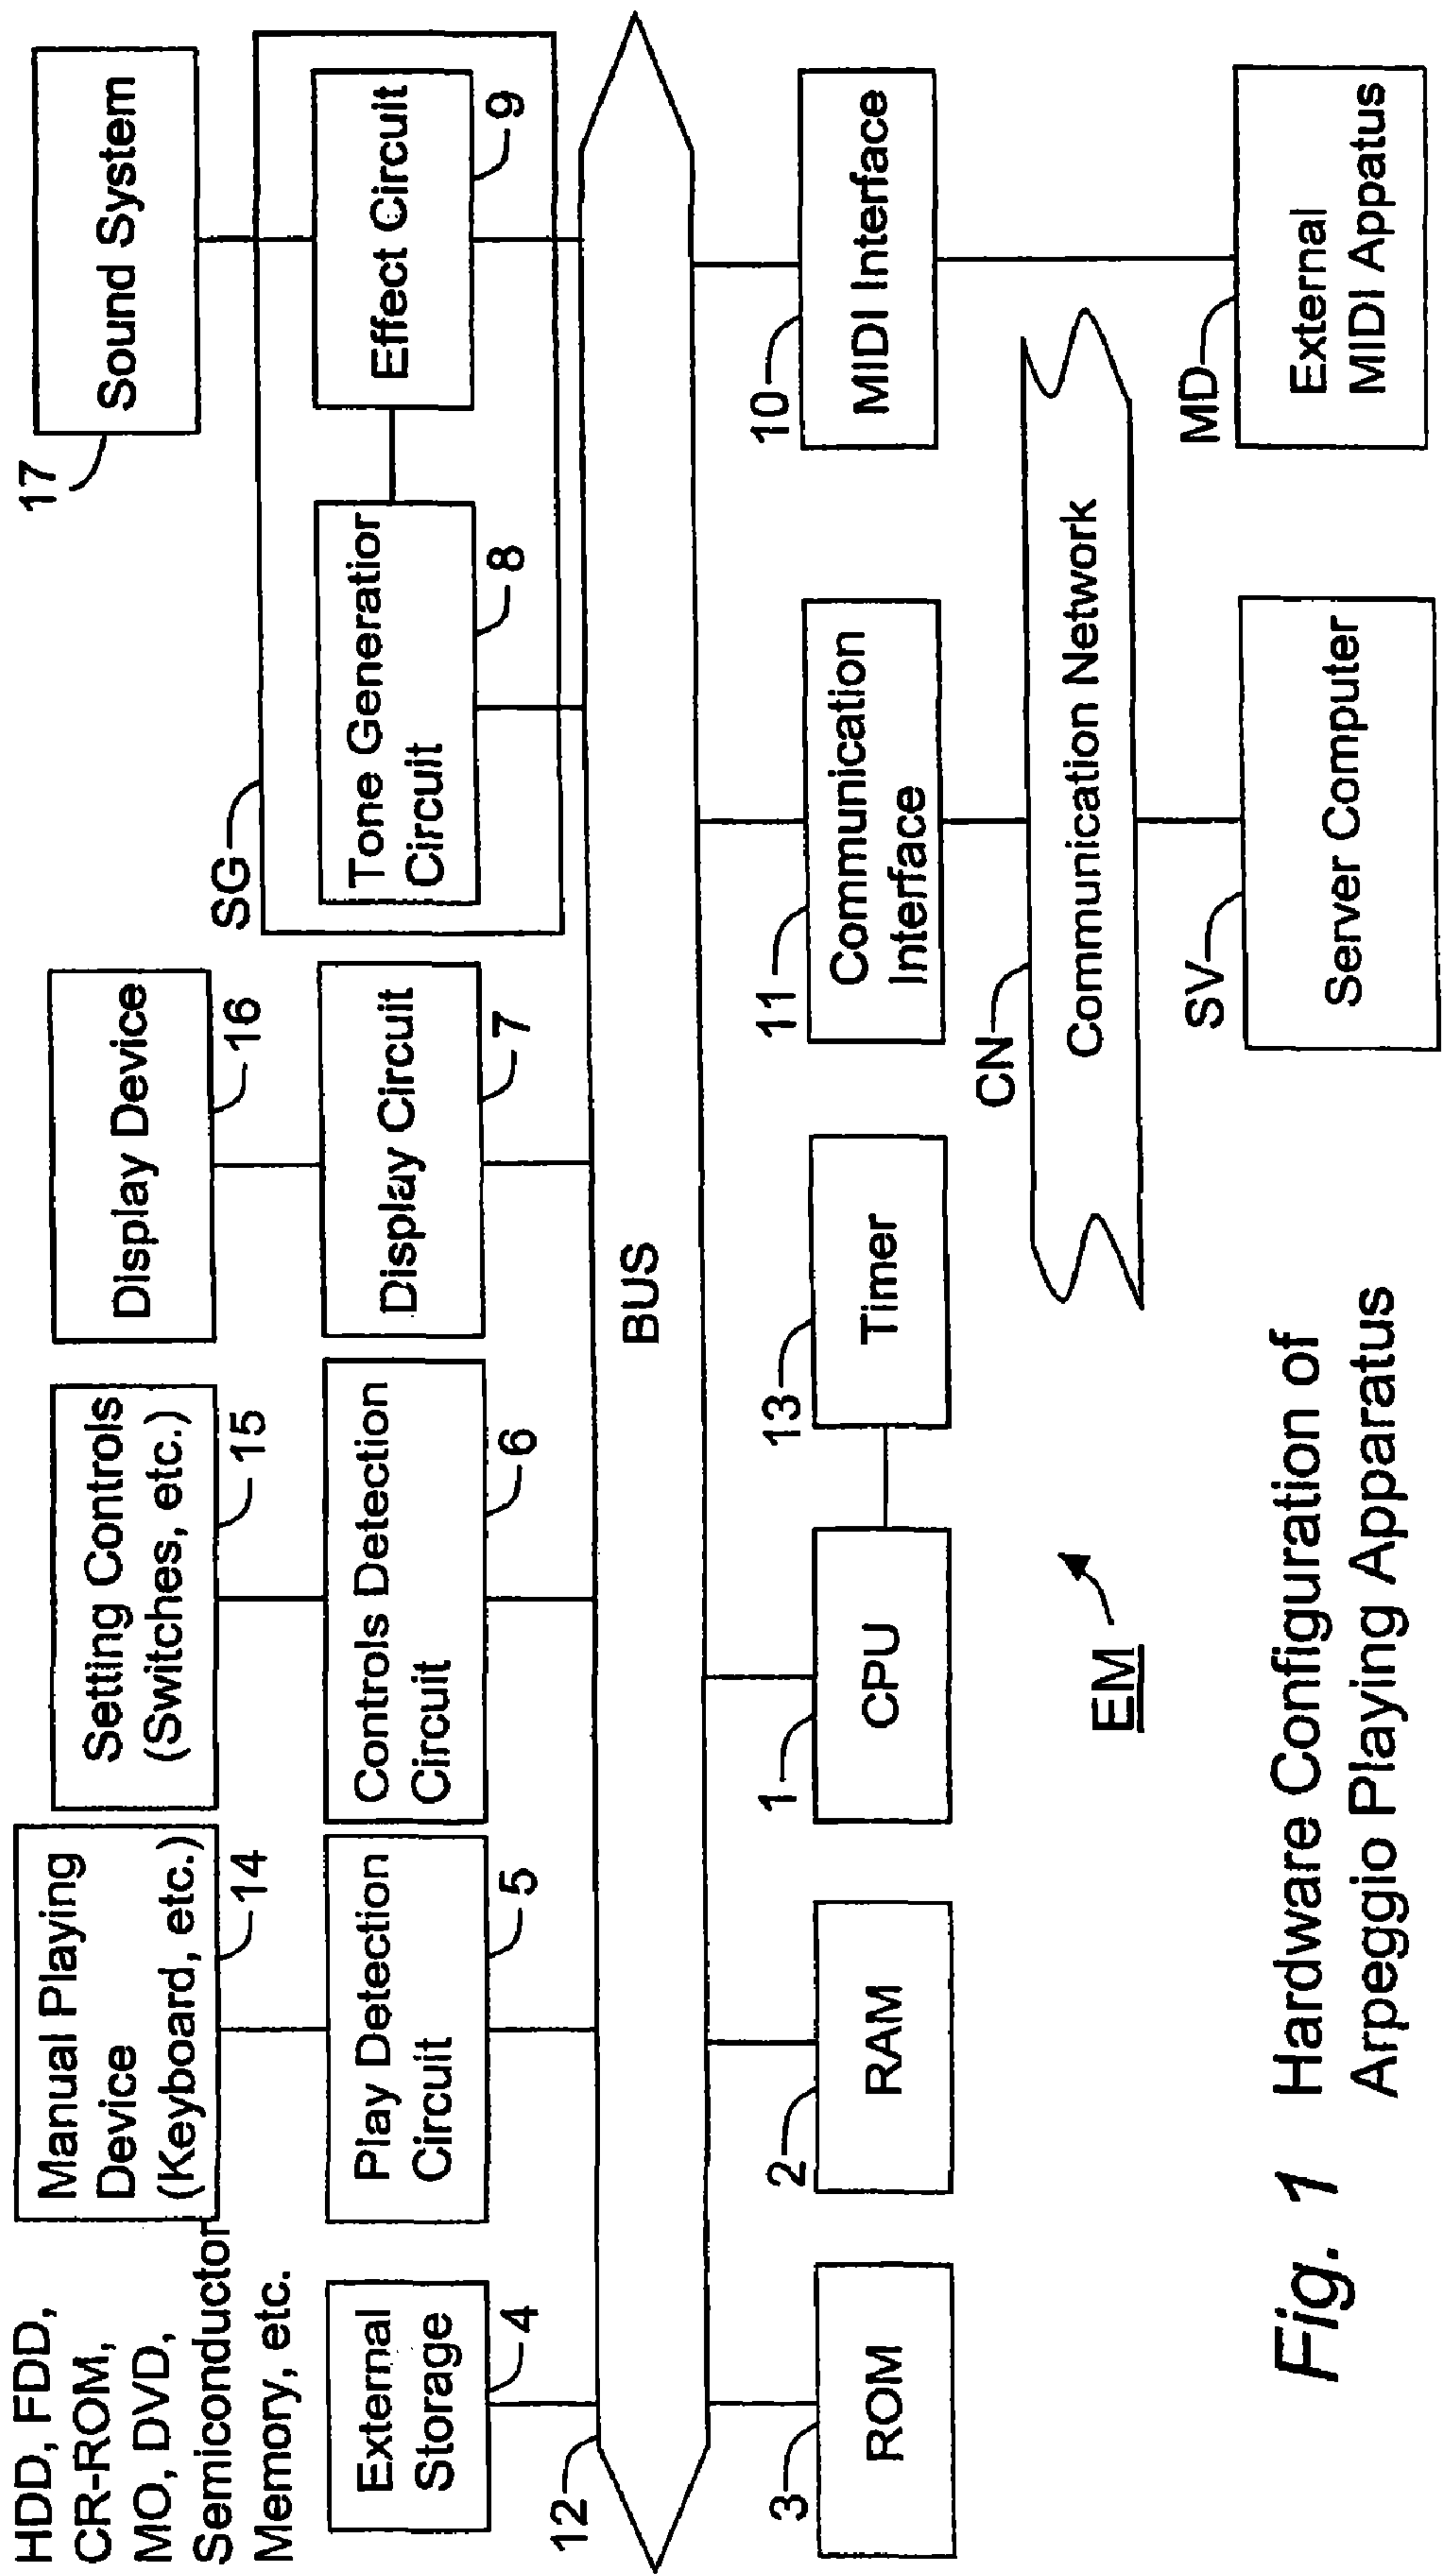 HDD, FDD,
CR-ROM,
MO, DVD,
Semiconductor
Memory, etc.
Manual Playing
Device
(Keyboard, etc.)
14
Setting Controls
(Switches, etc.)
15
Display Device
16
17
Sound System
External
Storage
4
Play Detection
Circuit
5
Controls Detection
Circuit
6
Display Circuit
7
SG
Tone Generation
Circuit
8
Effect Circuit
9
12
BUS
3
ROM
2
RAM
1
CPU
13
Timer
11
Communication
Interface
10
MIDI Interface
CN
Communication Network
EM
SV
Server Computer
MD
External
MIDI Appatus
Fig. 1 Hardware Configuration of
Arpeggio Playing Apparatus